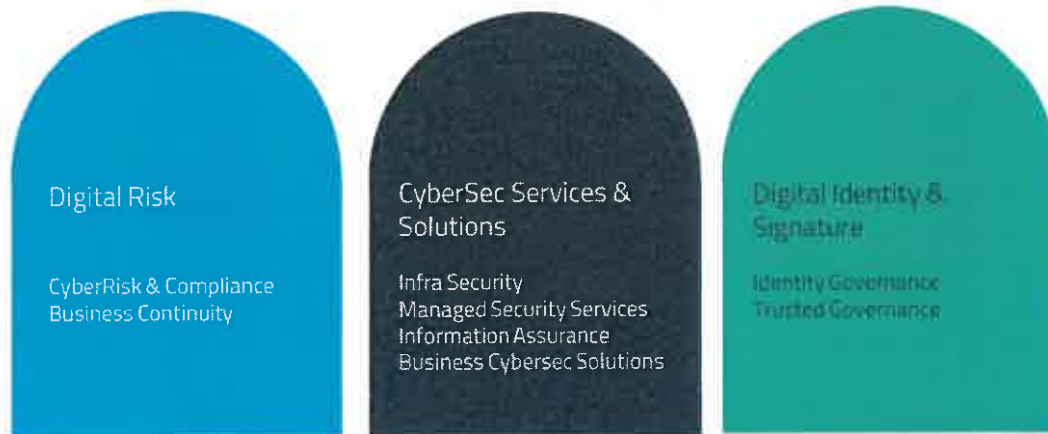 Digital Risk
CyberRisk & Compliance
Business Continuity
CyberSec Services &
Solutions
Infra Security
Managed Security Services
Information Assurance
Business Cybersec Solutions
Digital Identity &
Signature
Identity Governance
Trusted Governance